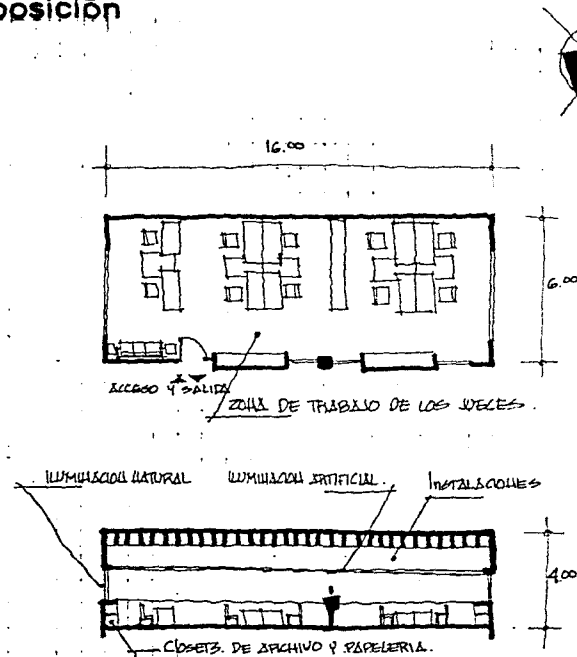 posición
16.00
6.00
ACCESO Y SALIDA
ZONA DE TRABAJO DE LOS JUECES.
ILUMINACION NATURAL
ILUMINACION ARTIFICIAL.
INSTALACIONES
4.00
CLOSETS. DE ARCHIVO Y PAPELERIA.